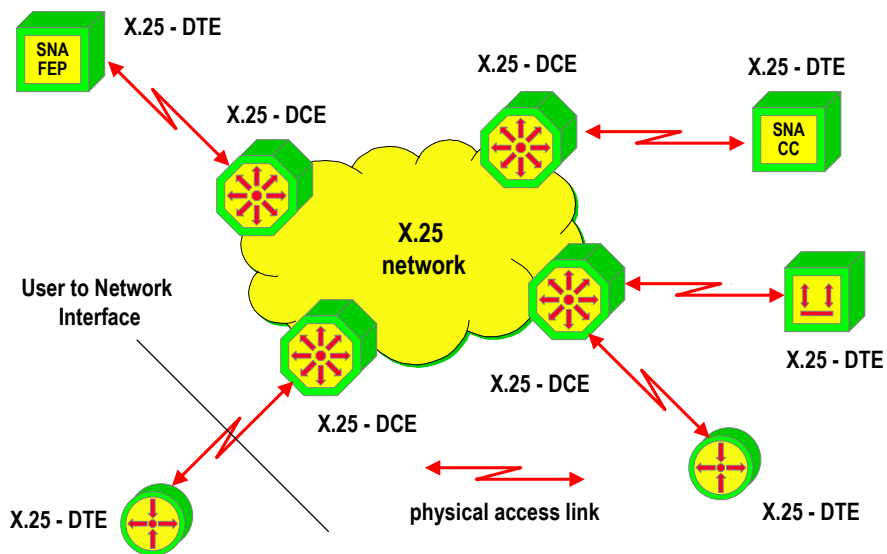 X.25 - DTE
SNA
FEP
X.25 - DCE
X.25 - DCE
X.25 - DTE
SNA
CC
X.25
network
User to Network
Interface
X.25 - DTE
X.25 - DCE
X.25 - DCE
physical access link
X.25 - DTE
X.25 - DTE